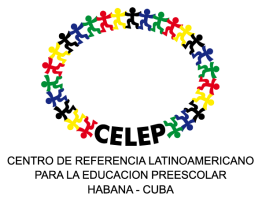 CELEP
CENTRO DE REFERENCIA LATINOAMERICANO
PARA LA EDUCACION PREESCOLAR
HABANA - CUBA